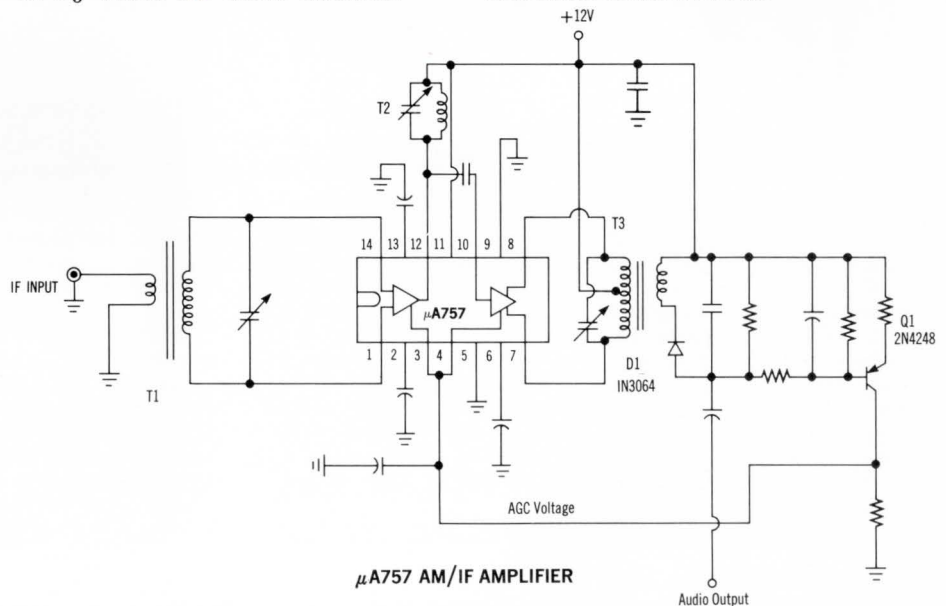 +12V
T2
T3
14 13 12 11 10 9 8
IF INPUT
μA757
Q1
2N4248
1 2 3 4 5 6 7
D1
IN3064
T1
AGC Voltage
μA757 AM/IF AMPLIFIER
Audio Output